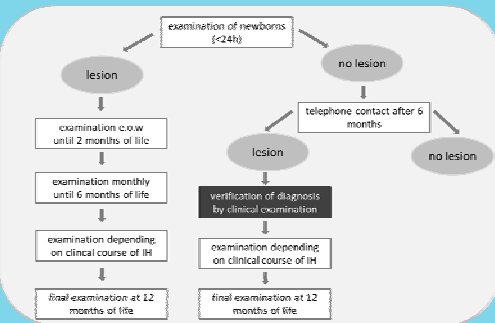 examination of newborns
(<24h)
lesion
no lesion
telephone contact after 6
months
examination e.o.w
until 2 months of life
lesion
no lesion
examination monthly
until 6 months of life
verification of diagnosis
by clinical examination
examination depending
on clincal course of IH
examination depending
on clinical course of IH
final examination at 12
months of life
final examination at 12
months of life